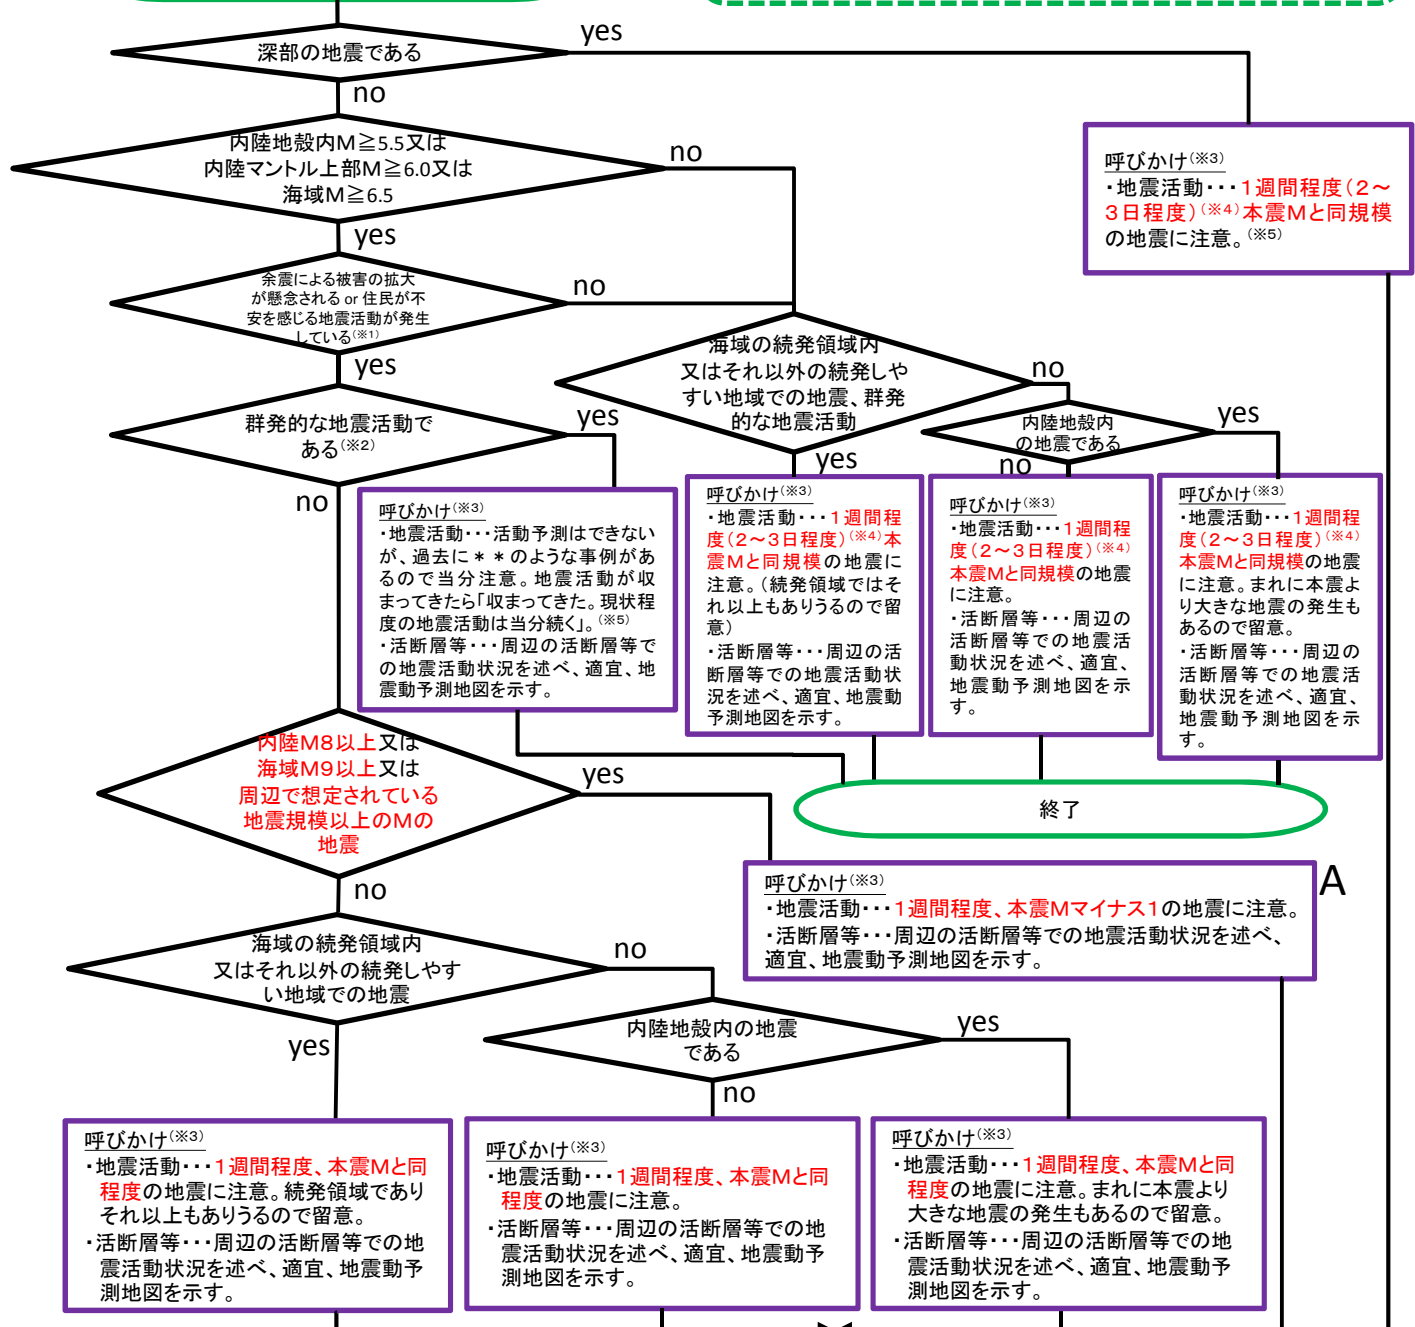 深部の地震である
yes
no
内陸地殻内M≧5.5又は
内陸マントル上部M≧6.0又は
海域M≧6.5
no
yes
呼びかけ(※3)
・地震活動・・・1週間程度(2～
3日程度)(※4)本震Mと同規模
の地震に注意。(※5)
余震による被害の拡大
が懸念される or 住民が不
安を感じる地震活動が発生
している(※1)
no
yes
海域の続発領域内
又はそれ以外の続発しや
すい地域での地震、群発
的な地震活動
no
yes
内陸地殻内
の地震である
yes
no
群発的な地震活動で
ある(※2)
yes
no
呼びかけ(※3)
・地震活動・・・活動予測はできない
が、過去に＊＊のような事例があ
るので当分注意。地震活動が収
まってきたら「収まってきた。現状程
度の地震活動は当分続く」。(※5)
・活断層等・・・周辺の活断層等で
の地震活動状況を述べ、適宜、地
震動予測地図を示す。
呼びかけ(※3)
・地震活動・・・1週間程
度(2～3日程度)(※4)本
震Mと同規模の地震に
注意。(続発領域ではそ
れ以上もありうるので留
意)
・活断層等・・・周辺の活
断層等での地震活動状
況を述べ、適宜、地震動
予測地図を示す。
呼びかけ(※3)
・地震活動・・・1週間程
度(2～3日程度)(※4)
本震Mと同規模の地震
に注意。
・活断層等・・・周辺の
活断層等での地震活
動状況を述べ、適宜、
地震動予測地図を示
す。
呼びかけ(※3)
・地震活動・・・1週間程
度(2～3日程度)(※4)
本震Mと同規模の地震
に注意。まれに本震よ
り大きな地震の発生も
あるので留意。
・活断層等・・・周辺の
活断層等での地震活
動状況を述べ、適宜、
地震動予測地図を示
す。
終了
内陸M8以上又は
海域M9以上又は
周辺で想定されている
地震規模以上のMの
地震
yes
no
A
呼びかけ(※3)
・地震活動・・・1週間程度、本震Mマイナス1の地震に注意。
・活断層等・・・周辺の活断層等での地震活動状況を述べ、
適宜、地震動予測地図を示す。
海域の続発領域内
又はそれ以外の続発しやす
い地域での地震
no
yes
内陸地殻内の地震
である
yes
no
呼びかけ(※3)
・地震活動・・・1週間程度、本震Mと同
程度の地震に注意。続発領域であり
それ以上もありうるので留意。
・活断層等・・・周辺の活断層等での地
震活動状況を述べ、適宜、地震動予
測地図を示す。
呼びかけ(※3)
・地震活動・・・1週間程度、本震Mと同
程度の地震に注意。
・活断層等・・・周辺の活断層等での地
震活動状況を述べ、適宜、地震動予
測地図を示す。
呼びかけ(※3)
・地震活動・・・1週間程度、本震Mと同
程度の地震に注意。まれに本震より
大きな地震の発生もあるので留意。
・活断層等・・・周辺の活断層等での地
震活動状況を述べ、適宜、地震動予
測地図を示す。